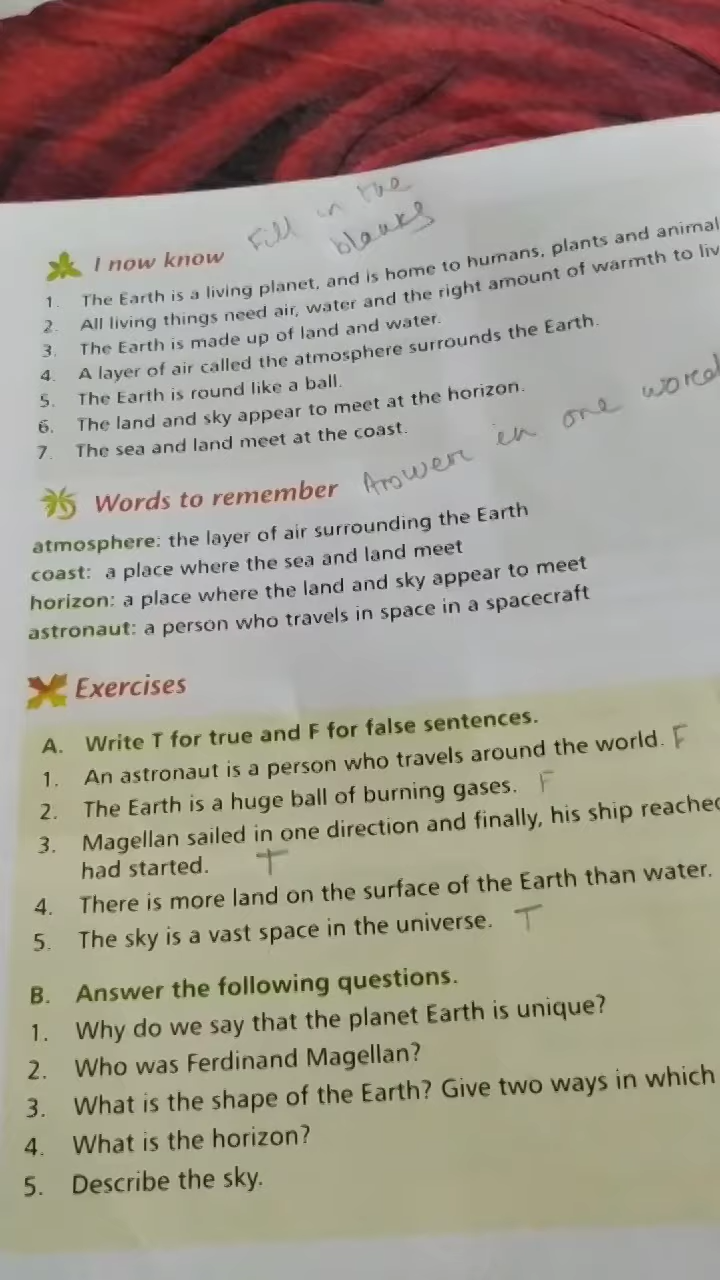 Fill in the
blanks
I now know
1. The Earth is a living planet, and is home to humans, plants and animal
2. All living things need air, water and the right amount of warmth to liv
3. The Earth is made up of land and water.
4. A layer of air called the atmosphere surrounds the Earth.
5. The Earth is round like a ball.
6. The land and sky appear to meet at the horizon.
7. The sea and land meet at the coast.
Words to remember
Answer in one word
atmosphere: the layer of air surrounding the Earth
coast: a place where the sea and land meet
horizon: a place where the land and sky appear to meet
astronaut: a person who travels in space in a spacecraft
Exercises
A. Write T for true and F for false sentences.
1. An astronaut is a person who travels around the world. F
2. The Earth is a huge ball of burning gases. F
3. Magellan sailed in one direction and finally, his ship reached
had started. T
4. There is more land on the surface of the Earth than water.
5. The sky is a vast space in the universe. T
B. Answer the following questions.
1. Why do we say that the planet Earth is unique?
2. Who was Ferdinand Magellan?
3. What is the shape of the Earth? Give two ways in which
4. What is the horizon?
5. Describe the sky.